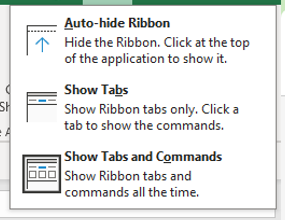 Auto-hide Ribbon
Hide the Ribbon. Click at the top
of the application to show it.
Show Tabs
Show Ribbon tabs only. Click a
tab to show the commands.
Show Tabs and Commands
Show Ribbon tabs and
commands all the time.